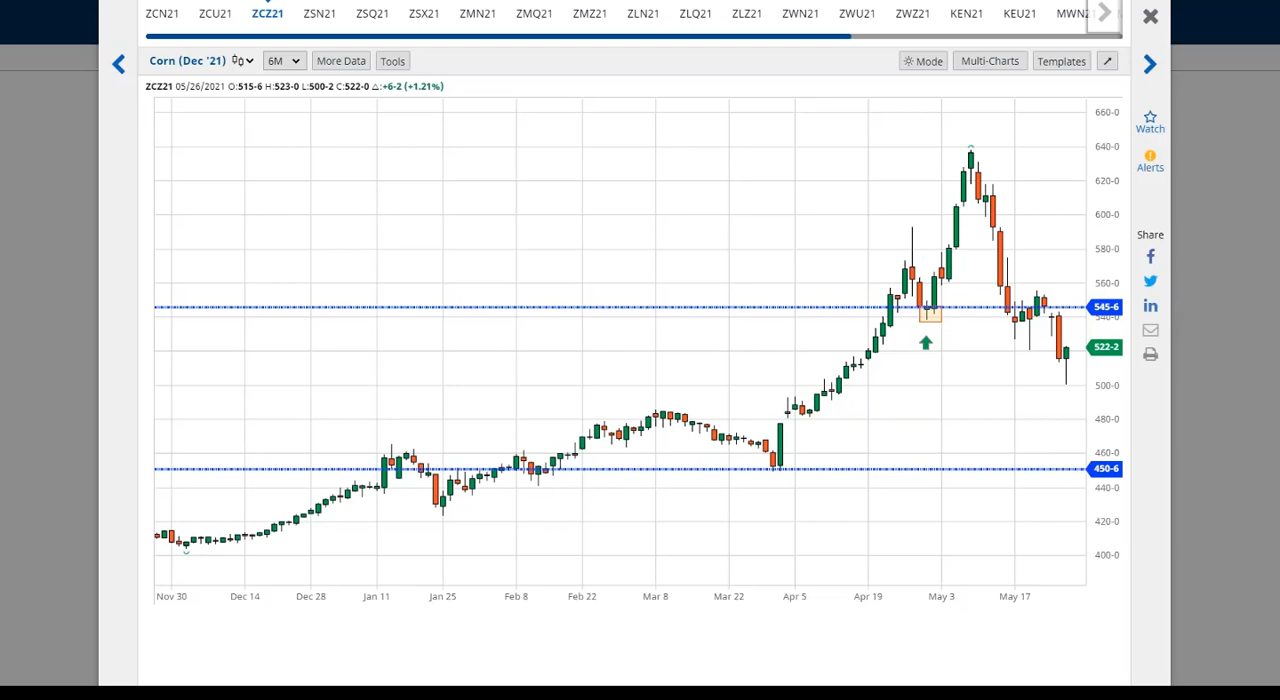 ZCN21 ZCU21 ZCZ21 ZSN21 ZSQ21 ZSX21 ZMN21 ZMQ21 ZMZ21 ZLN21 ZLQ21 ZLZ21 ZWN21 ZWU21 ZWZ21 KEN21 KEU21 MWN2
Corn (Dec '21) 6M More Data Tools Mode Multi-Charts Templates
ZCZ21 05/26/2021 O:515-6 H:523-0 L:500-2 C:522-0 △:+6-2 (+1.21%)
660-0
640-0
620-0
600-0
580-0
560-0
545-6
540-0
522-2
500-0
480-0
460-0
450-6
440-0
420-0
400-0
Nov 30 Dec 14 Dec 28 Jan 11 Jan 25 Feb 8 Feb 22 Mar 8 Mar 22 Apr 5 Apr 19 May 3 May 17
Watch
Alerts
Share